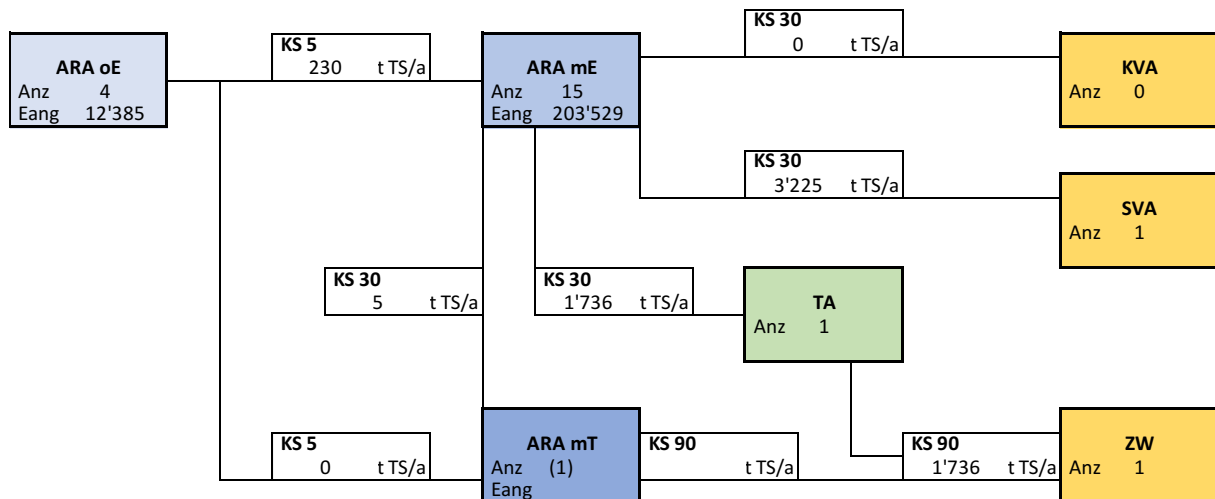 KS 30
0 t TS/a
KS 5
230 t TS/a
ARA oE
Anz 4
Eang 12'385
ARA mE
Anz 15
Eang 203'529
KVA
Anz 0
KS 30
3'225 t TS/a
SVA
Anz 1
KS 30
5 t TS/a
KS 30
1'736 t TS/a
TA
Anz 1
KS 5
0 t TS/a
ARA mT
Anz (1)
Eang
KS 90
t TS/a
KS 90
1'736 t TS/a
ZW
Anz 1